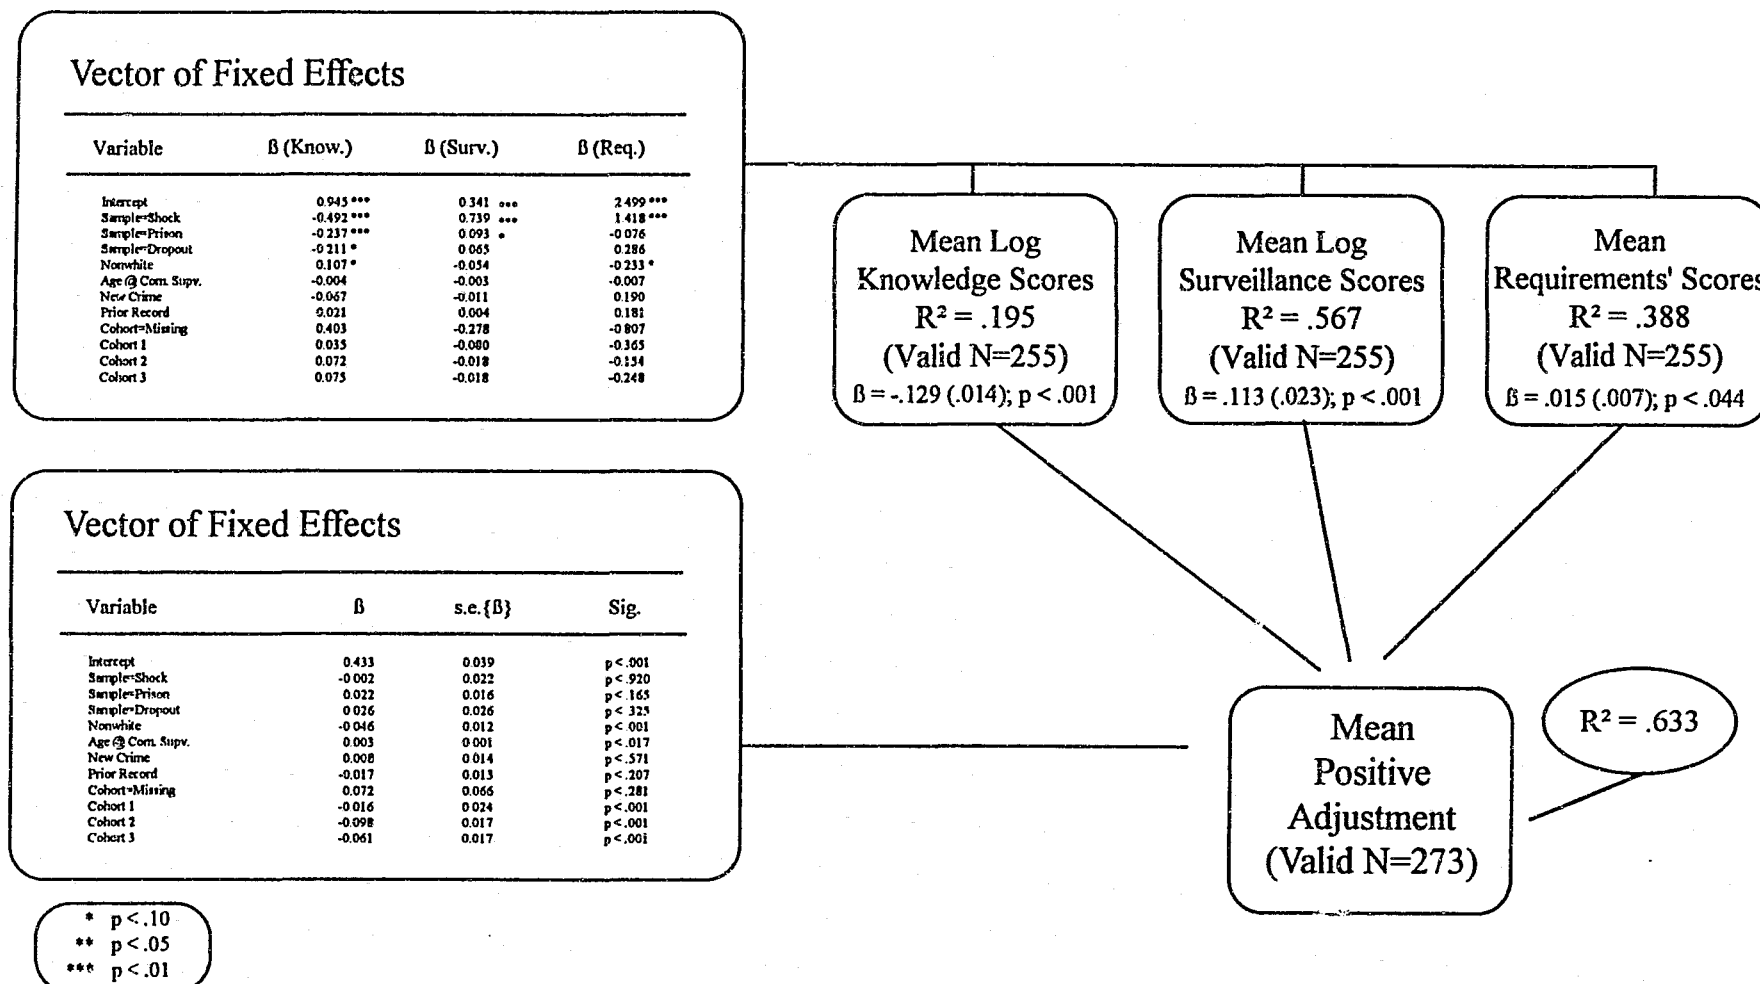 Vector of Fixed Effects
Variable ß (Know.) ß (Surv.) ß (Req.)
Intercept 0.945 *** 0 341 *** 2 499 ***
Sample=Shock -0.492 *** 0.739 *** 1.418 ***
Sample=Prison -0 237 *** 0.093 * -0 076
Sample=Dropout -0 211 * 0.065 0.286
Nonwhite 0.107 * -0.054 -0 233 *
Age @ Com. Supv. -0.004 -0.003 -0.007
New Crime -0.067 -0.011 0.190
Prior Record 0.021 0.004 0.181
Cohort=Missing 0.403 -0.278 -0 807
Cohort 1 0.035 -0.080 -0.365
Cohort 2 0.072 -0.018 -0.154
Cohort 3 0.075 -0.018 -0.248
Mean Log
Knowledge Scores
R² = .195
(Valid N=255)
ß = -.129 (.014); p < .001
Mean Log
Surveillance Scores
R² = .567
(Valid N=255)
ß = .113 (.023); p < .001
Mean
Requirements' Scores
R² = .388
(Valid N=255)
ß = .015 (.007); p < .044
Vector of Fixed Effects
Variable ß s.e.{ß} Sig.
Intercept 0.433 0.039 p < .001
Sample=Shock -0 002 0.022 p < .920
Sample=Prison 0.022 0.016 p < .165
Sample=Dropout 0 026 0.026 p < .325
Nonwhite -0 046 0.012 p < .001
Age @ Com. Supv. 0.003 0 001 p < .017
New Crime 0.008 0.014 p < .571
Prior Record -0.017 0.013 p < .207
Cohort=Missing 0.072 0.066 p < .281
Cohort 1 -0 016 0 024 p < .001
Cohort 2 -0.098 0.017 p < .001
Cohort 3 -0.061 0.017 p < .001
Mean
Positive
Adjustment
(Valid N=273)
R² = .633
* p < .10
** p < .05
*** p < .01